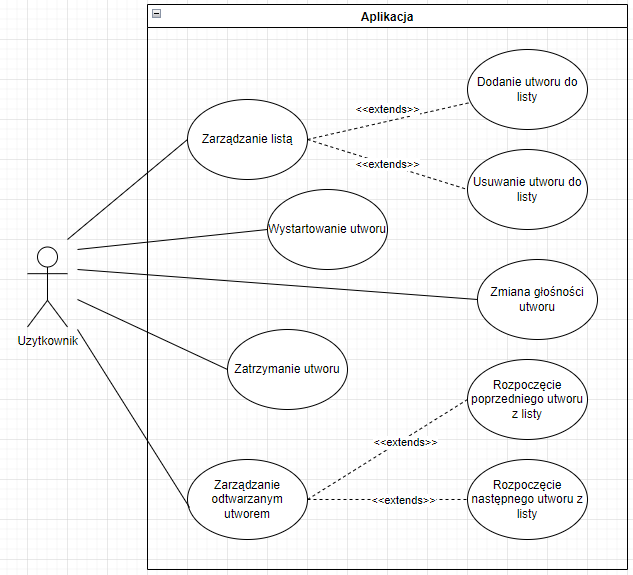 Aplikacja
Dodanie utworu do
listy
<<extends>>
Zarządzanie listą
<<extends>>
Usuwanie utworu do
listy
Wystartowanie utworu
Zmiana głośności
utworu
Uzytkownik
Zatrzymanie utworu
Rozpoczęcie
poprzedniego utworu
z listy
<<extends>>
Zarządzanie
odtwarzanym
utworem
<<extends>>
Rozpoczęcie
następnego utworu z
listy